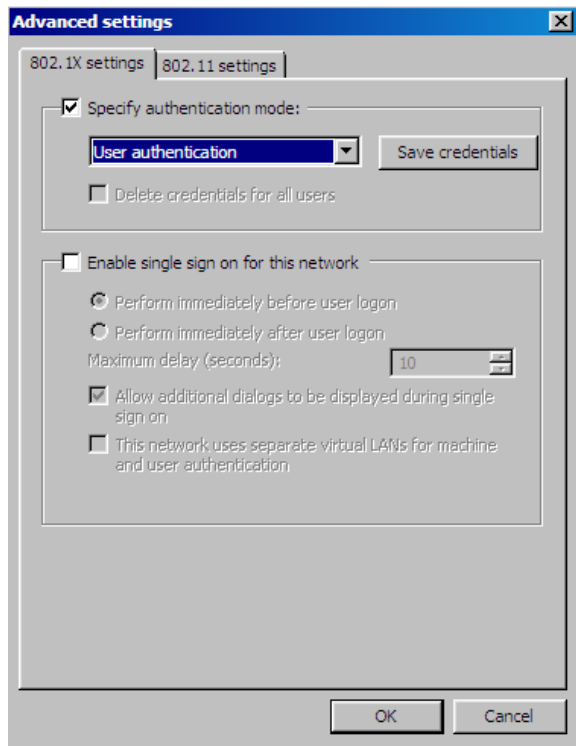 Advanced settings
802.1X settings
802.11 settings
Specify authentication mode:
User authentication
Save credentials
Delete credentials for all users
Enable single sign on for this network
Perform immediately before user logon
Perform immediately after user logon
Maximum delay (seconds):
10
Allow additional dialogs to be displayed during single
sign on
This network uses separate virtual LANs for machine
and user authentication
OK
Cancel